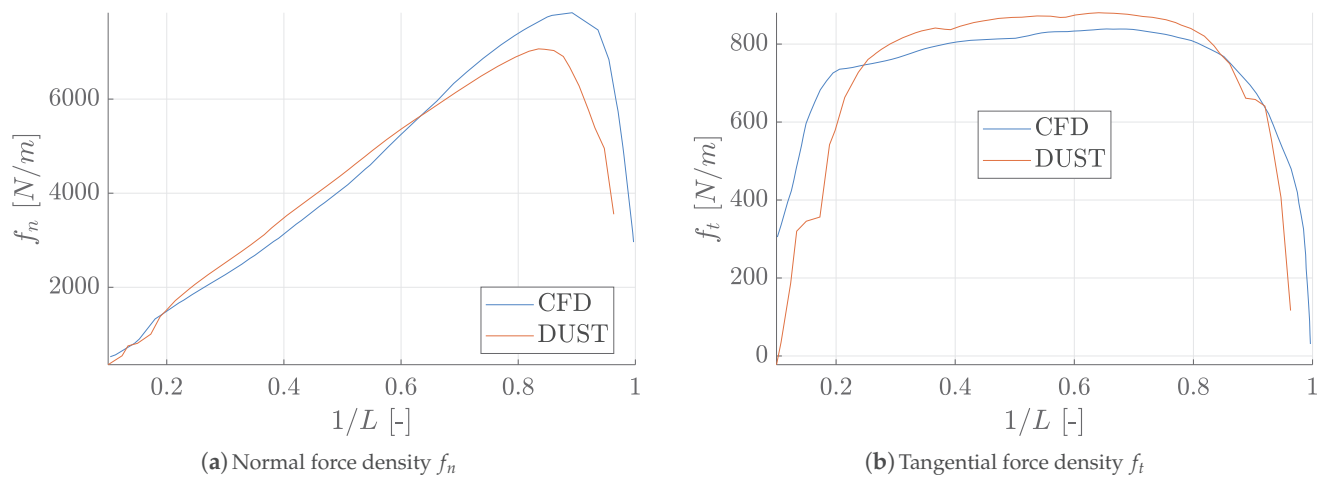 6000
4000
2000
f_n [N/m]
CFD
DUST
0.2 0.4 0.6 0.8 1
1/L [-]
(a) Normal force density f_n
800
600
400
200
0
f_t [N/m]
CFD
DUST
0.2 0.4 0.6 0.8 1
1/L [-]
(b) Tangential force density f_t